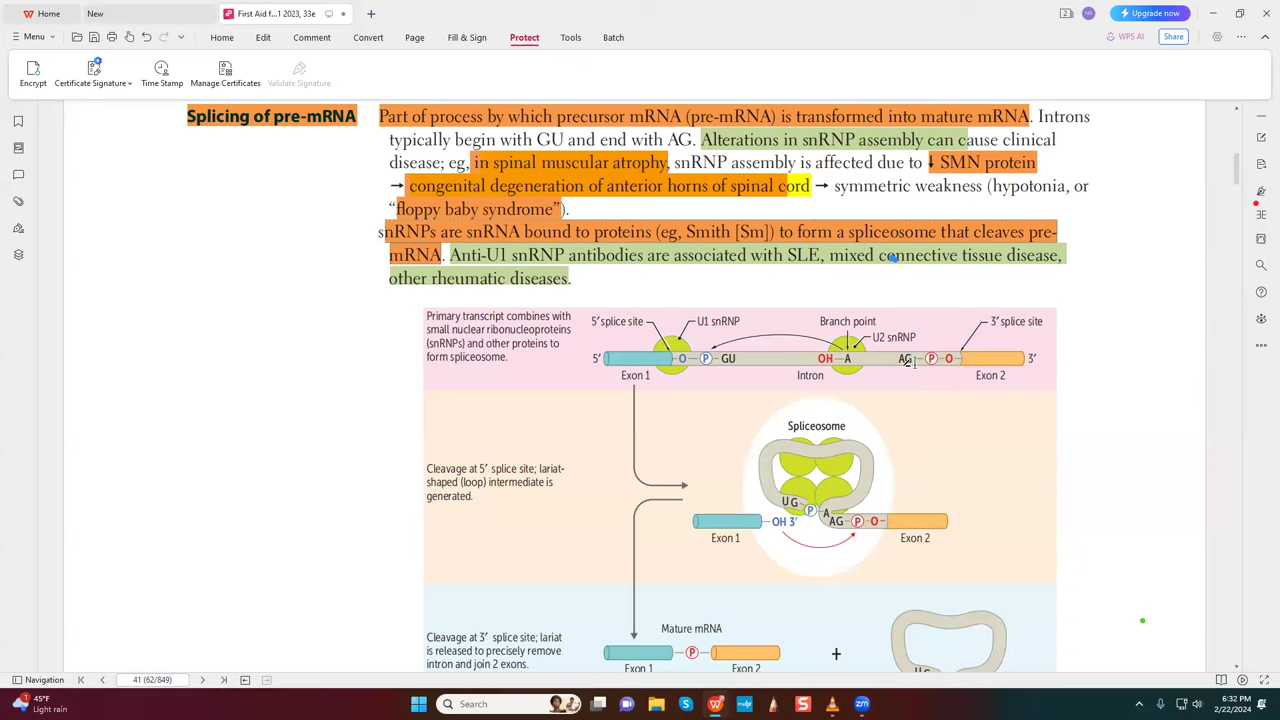 Home New First Aid f...1 2023, 33e 2 Upgrade now
Menu Home Edit Comment Convert Page Fill & Sign Protect Tools Batch WPS AI Share
Encrypt Certificate Signature Time Stamp Manage Certificates Validate Signature
Splicing of pre-mRNA
Part of process by which precursor mRNA (pre-mRNA) is transformed into mature mRNA. Introns
typically begin with GU and end with AG. Alterations in snRNP assembly can cause clinical
disease; eg, in spinal muscular atrophy, snRNP assembly is affected due to ↓ SMN protein
→ congenital degeneration of anterior horns of spinal cord → symmetric weakness (hypotonia, or
“floppy baby syndrome”).
snRNPs are snRNA bound to proteins (eg, Smith [Sm]) to form a spliceosome that cleaves pre-
mRNA. Anti-U1 snRNP antibodies are associated with SLE, mixed connective tissue disease,
other rheumatic diseases.
Primary transcript combines with
small nuclear ribonucleoproteins
(snRNPs) and other proteins to
form spliceosome.
5′ splice site U1 snRNP Branch point 3′ splice site
U2 snRNP
5′ O P GU OH A AG P O 3′
Exon 1 Intron Exon 2
Spliceosome
Cleavage at 5′ splice site; lariat-
shaped (loop) intermediate is
generated.
UG P A
OH 3′ AG P O
Exon 1 Exon 2
Cleavage at 3′ splice site; lariat
is released to precisely remove
intron and join 2 exons.
Mature mRNA
P +
Exon 1 Exon 2
Navigation 41 (62/849)
1 45°F
Light rain
Search
6:32 PM
2/22/2024